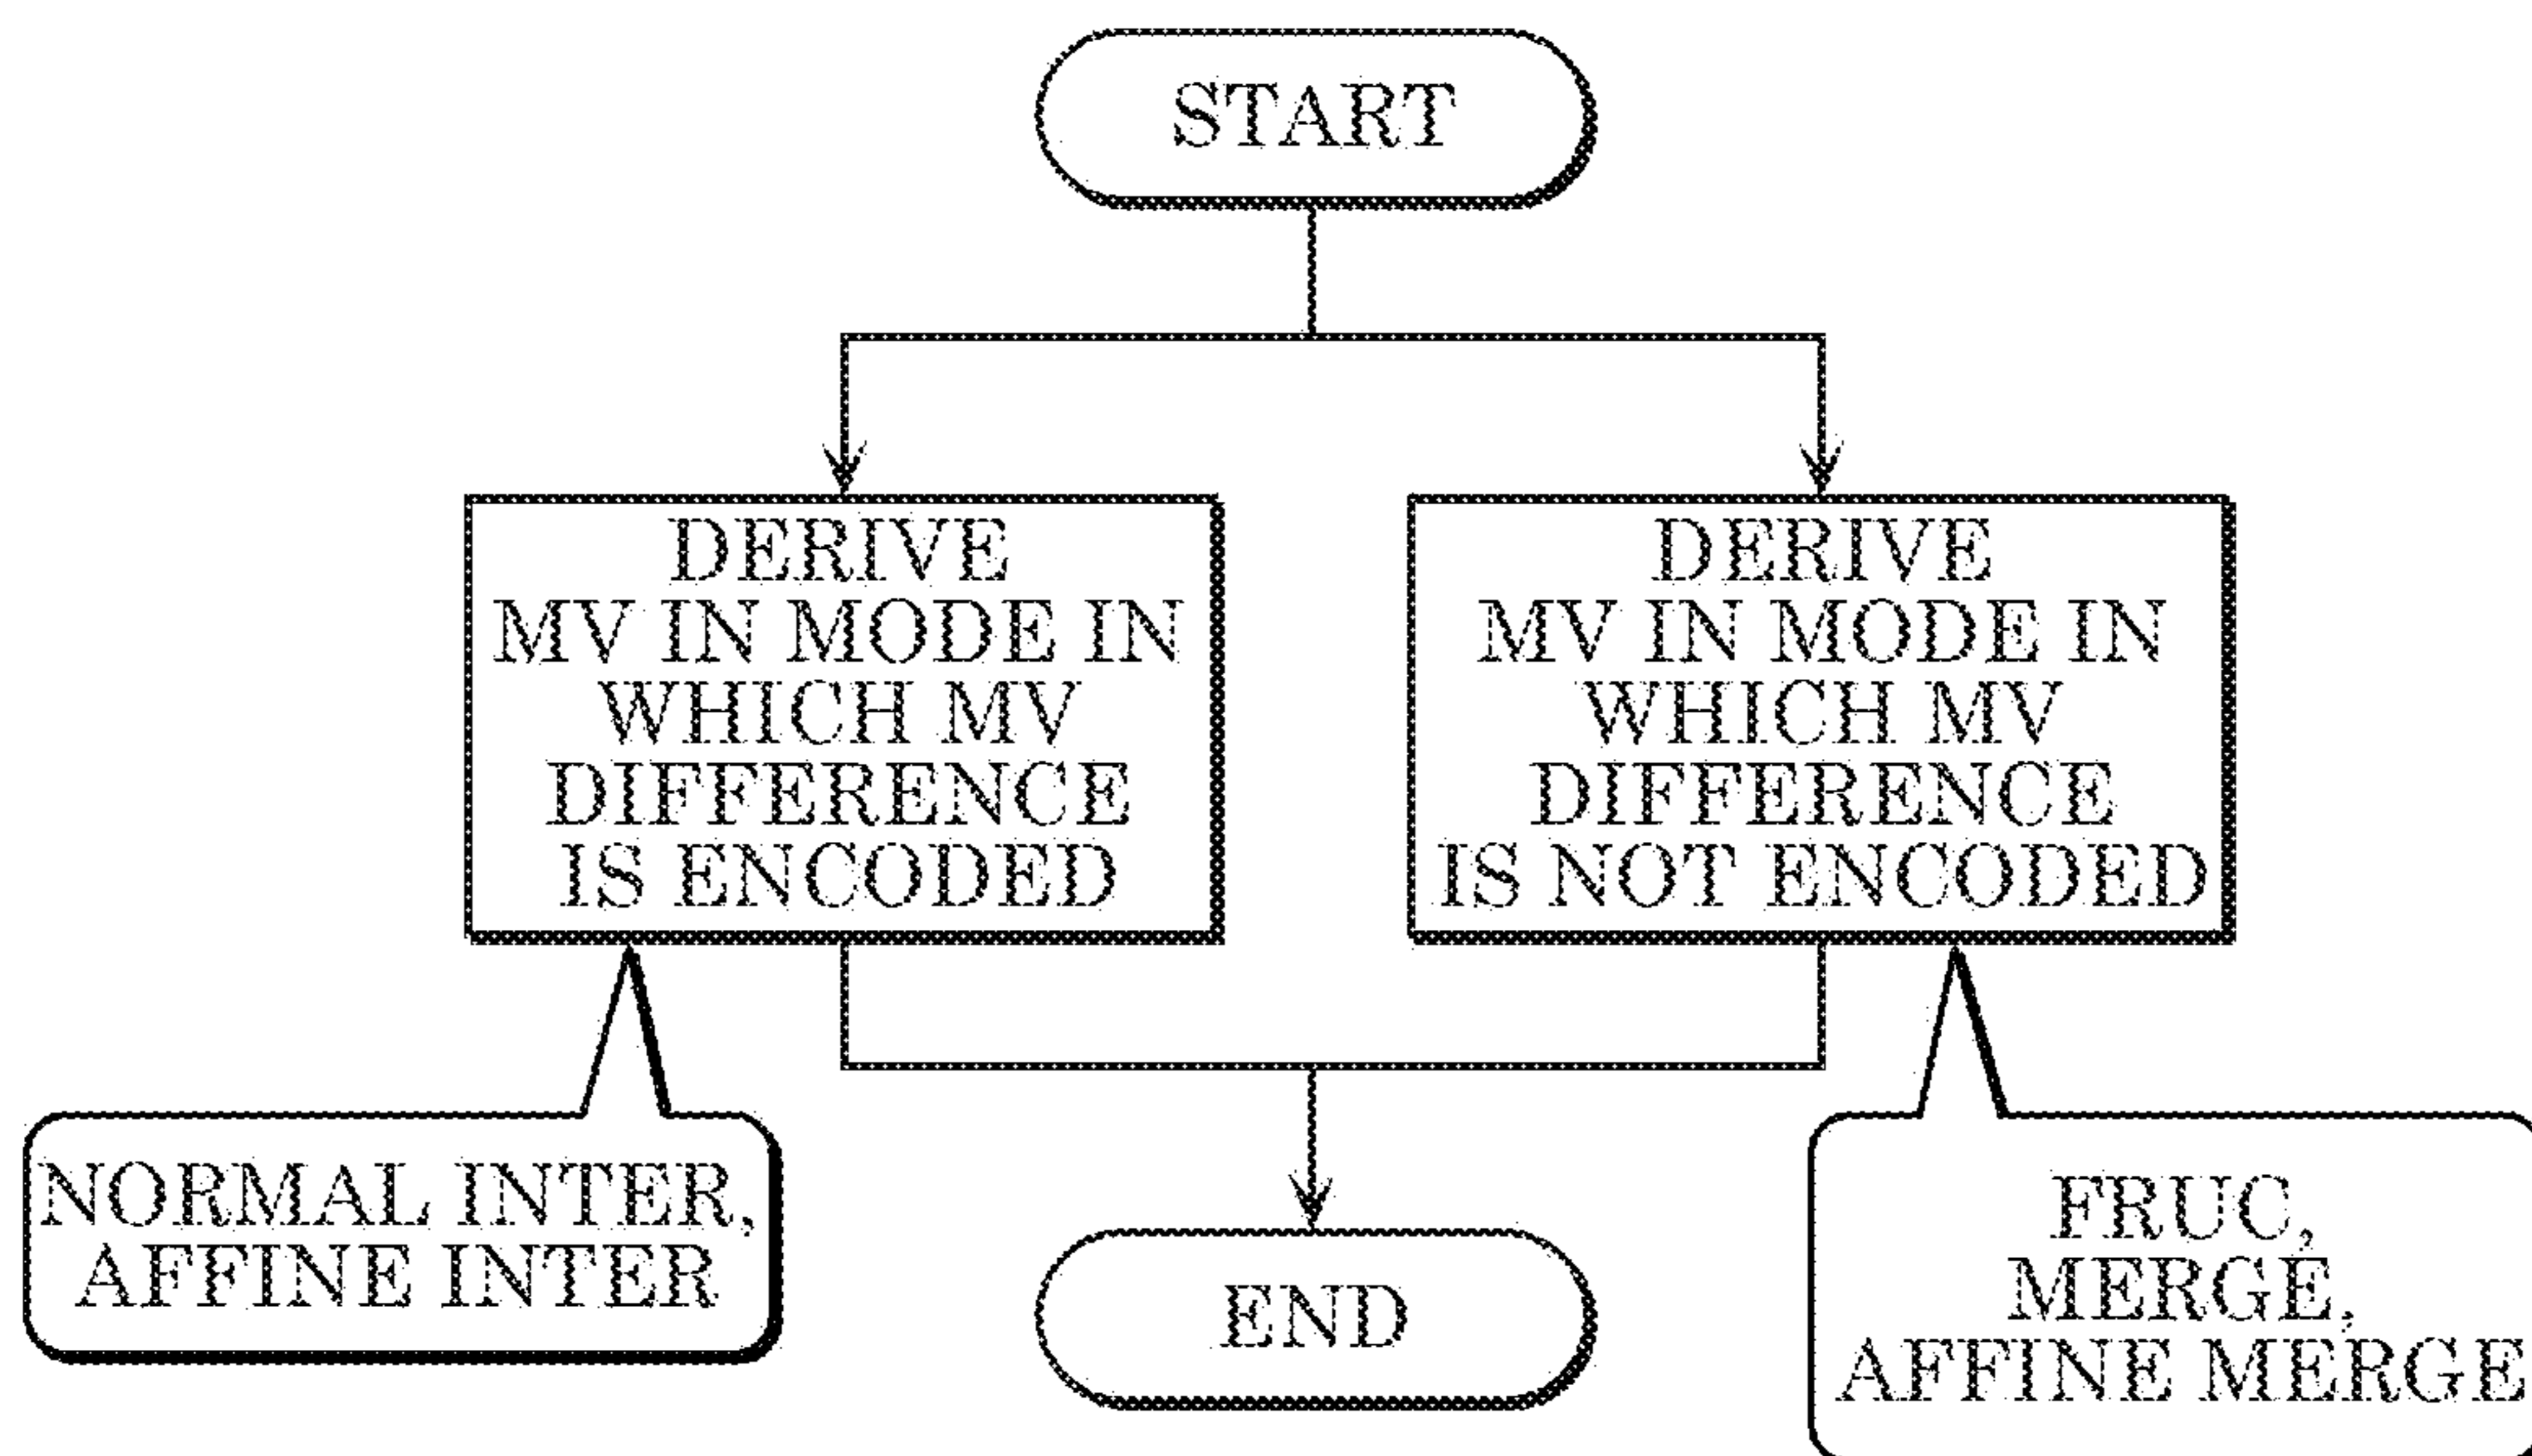 START
DERIVE
MV IN MODE IN
WHICH MV
DIFFERENCE
IS ENCODED
DERIVE
MV IN MODE IN
WHICH MV
DIFFERENCE
IS NOT ENCODED
NORMAL INTER,
AFFINE INTER
END
FRUC,
MERGE,
AFFINE MERGE